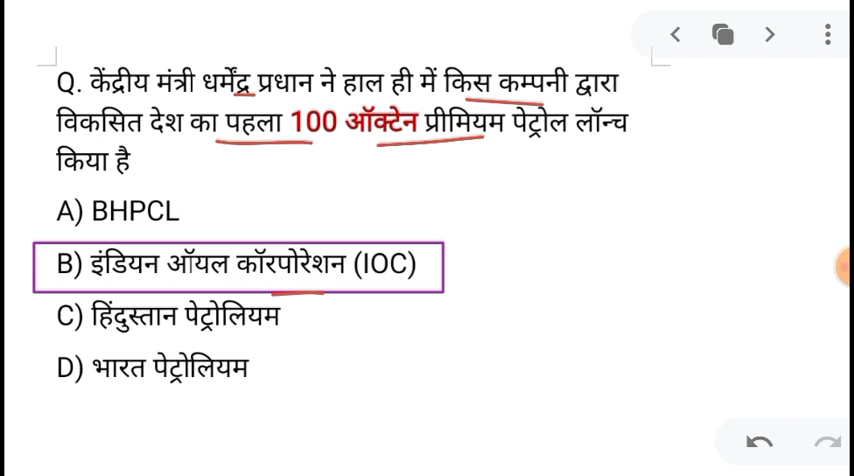 Q. केंद्रीय मंत्री धर्मेंद्र प्रधान ने हाल ही में किस कम्पनी द्वारा
विकसित देश का पहला 100 ऑक्टेन प्रीमियम पेट्रोल लॉन्च
किया है
A) BHPCL
B) इंडियन ऑयल कॉरपोरेशन (IOC)
C) हिंदुस्तान पेट्रोलियम
D) भारत पेट्रोलियम